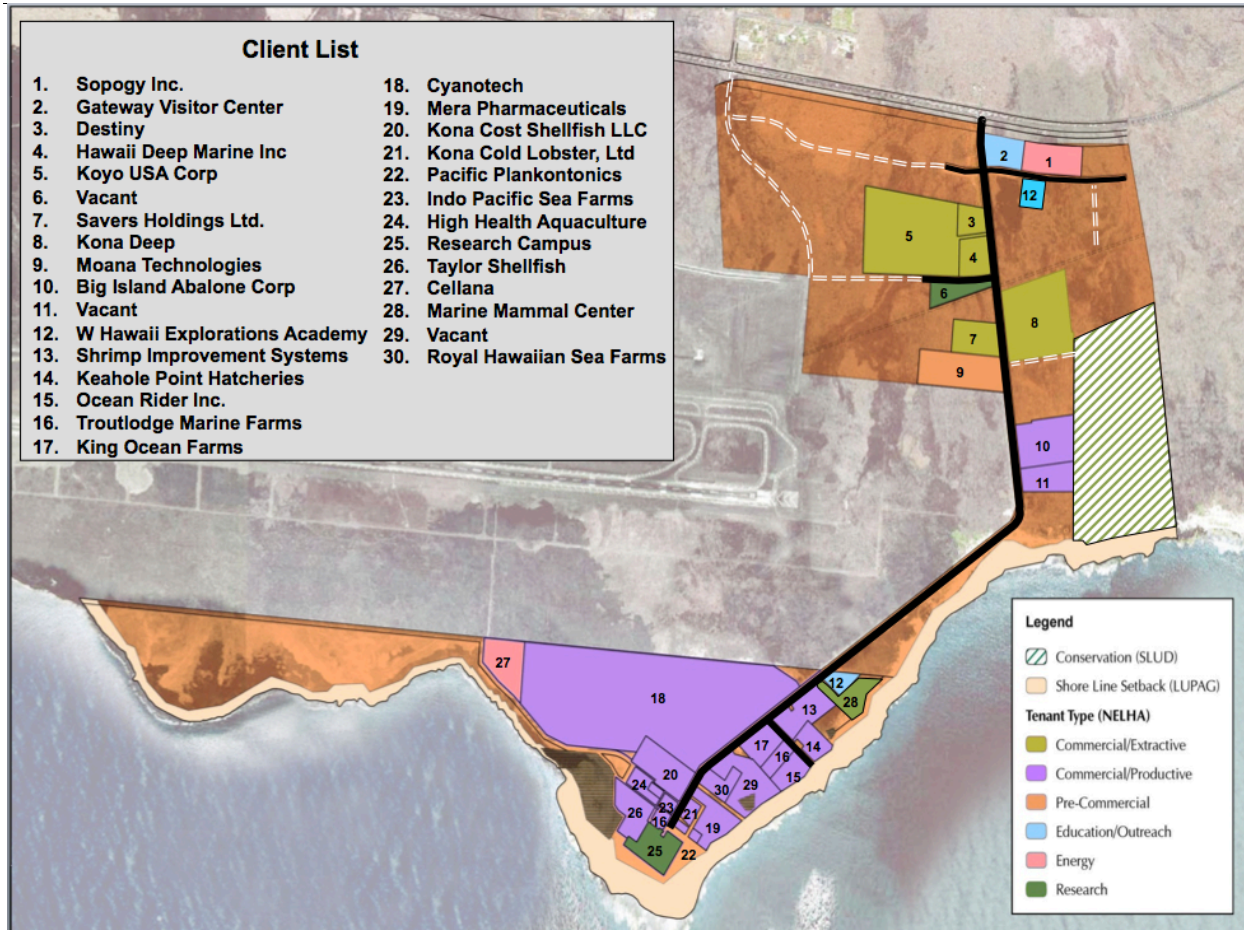 Client List
1. Sopogy Inc.
2. Gateway Visitor Center
3. Destiny
4. Hawaii Deep Marine Inc
5. Koyo USA Corp
6. Vacant
7. Savers Holdings Ltd.
8. Kona Deep
9. Moana Technologies
10. Big Island Abalone Corp
11. Vacant
12. W Hawaii Explorations Academy
13. Shrimp Improvement Systems
14. Keahole Point Hatcheries
15. Ocean Rider Inc.
16. Troutlodge Marine Farms
17. King Ocean Farms
18. Cyanotech
19. Mera Pharmaceuticals
20. Kona Cost Shellfish LLC
21. Kona Cold Lobster, Ltd
22. Pacific Plankontonics
23. Indo Pacific Sea Farms
24. High Health Aquaculture
25. Research Campus
26. Taylor Shellfish
27. Cellana
28. Marine Mammal Center
29. Vacant
30. Royal Hawaiian Sea Farms
2
1
12
3
5
4
6
8
7
9
10
11
27
12
18
28
13
17
14
16
20
15
24
30
29
23
26
21
16
19
25
22
Legend
Conservation (SLUD)
Shore Line Setback (LUPAG)
Tenant Type (NELHA)
Commercial/Extractive
Commercial/Productive
Pre-Commercial
Education/Outreach
Energy
Research